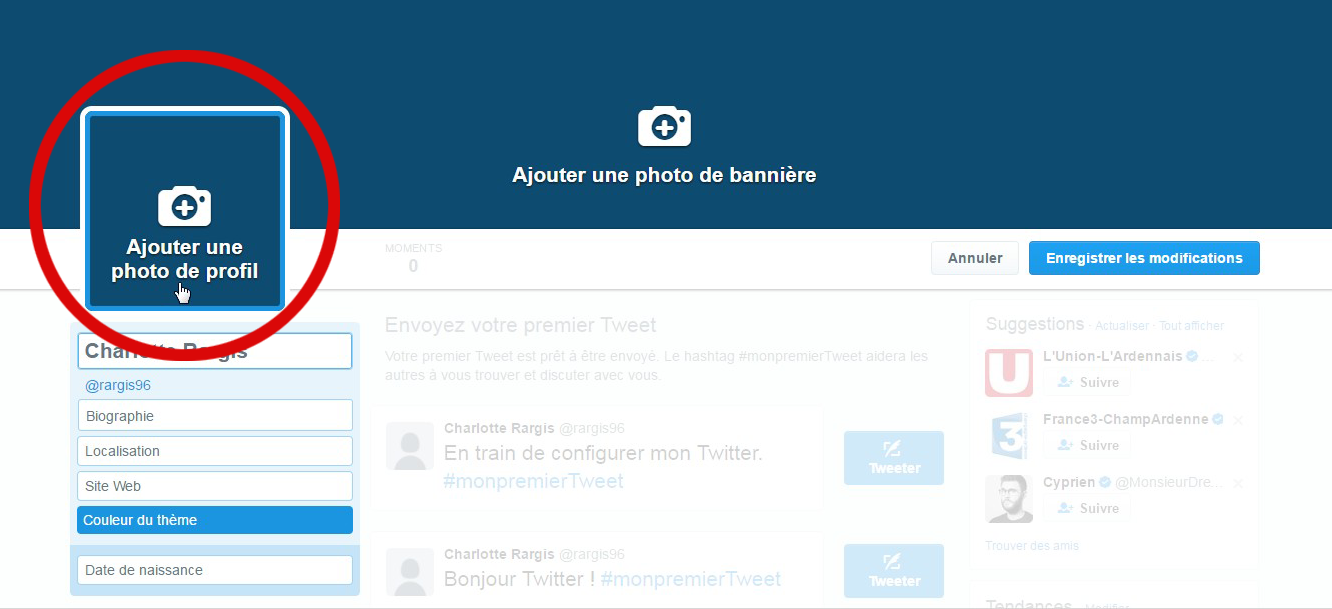 Ajouter une photo de bannière
Ajouter une
photo de profil
MOMENTS
0
Annuler
Enregistrer les modifications
Charlotte Rargis
@rargis96
Biographie
Localisation
Site Web
Couleur du thème
Date de naissance
Envoyez votre premier Tweet
Votre premier Tweet est prêt à être envoyé. Le hashtag #monpremierTweet aidera les
autres à vous trouver et discuter avec vous.
Charlotte Rargis @rargis96
En train de configurer mon Twitter.
#monpremierTweet
Tweeter
Charlotte Rargis @rargis96
Bonjour Twitter ! #monpremierTweet
Tweeter
Suggestions · Actualiser · Tout afficher
L'Union-L'Ardennais ...
Suivre
France3-ChampArdenne
Suivre
Cyprien @MonsieurDre...
Suivre
Trouver des amis
Tendances · Modifier